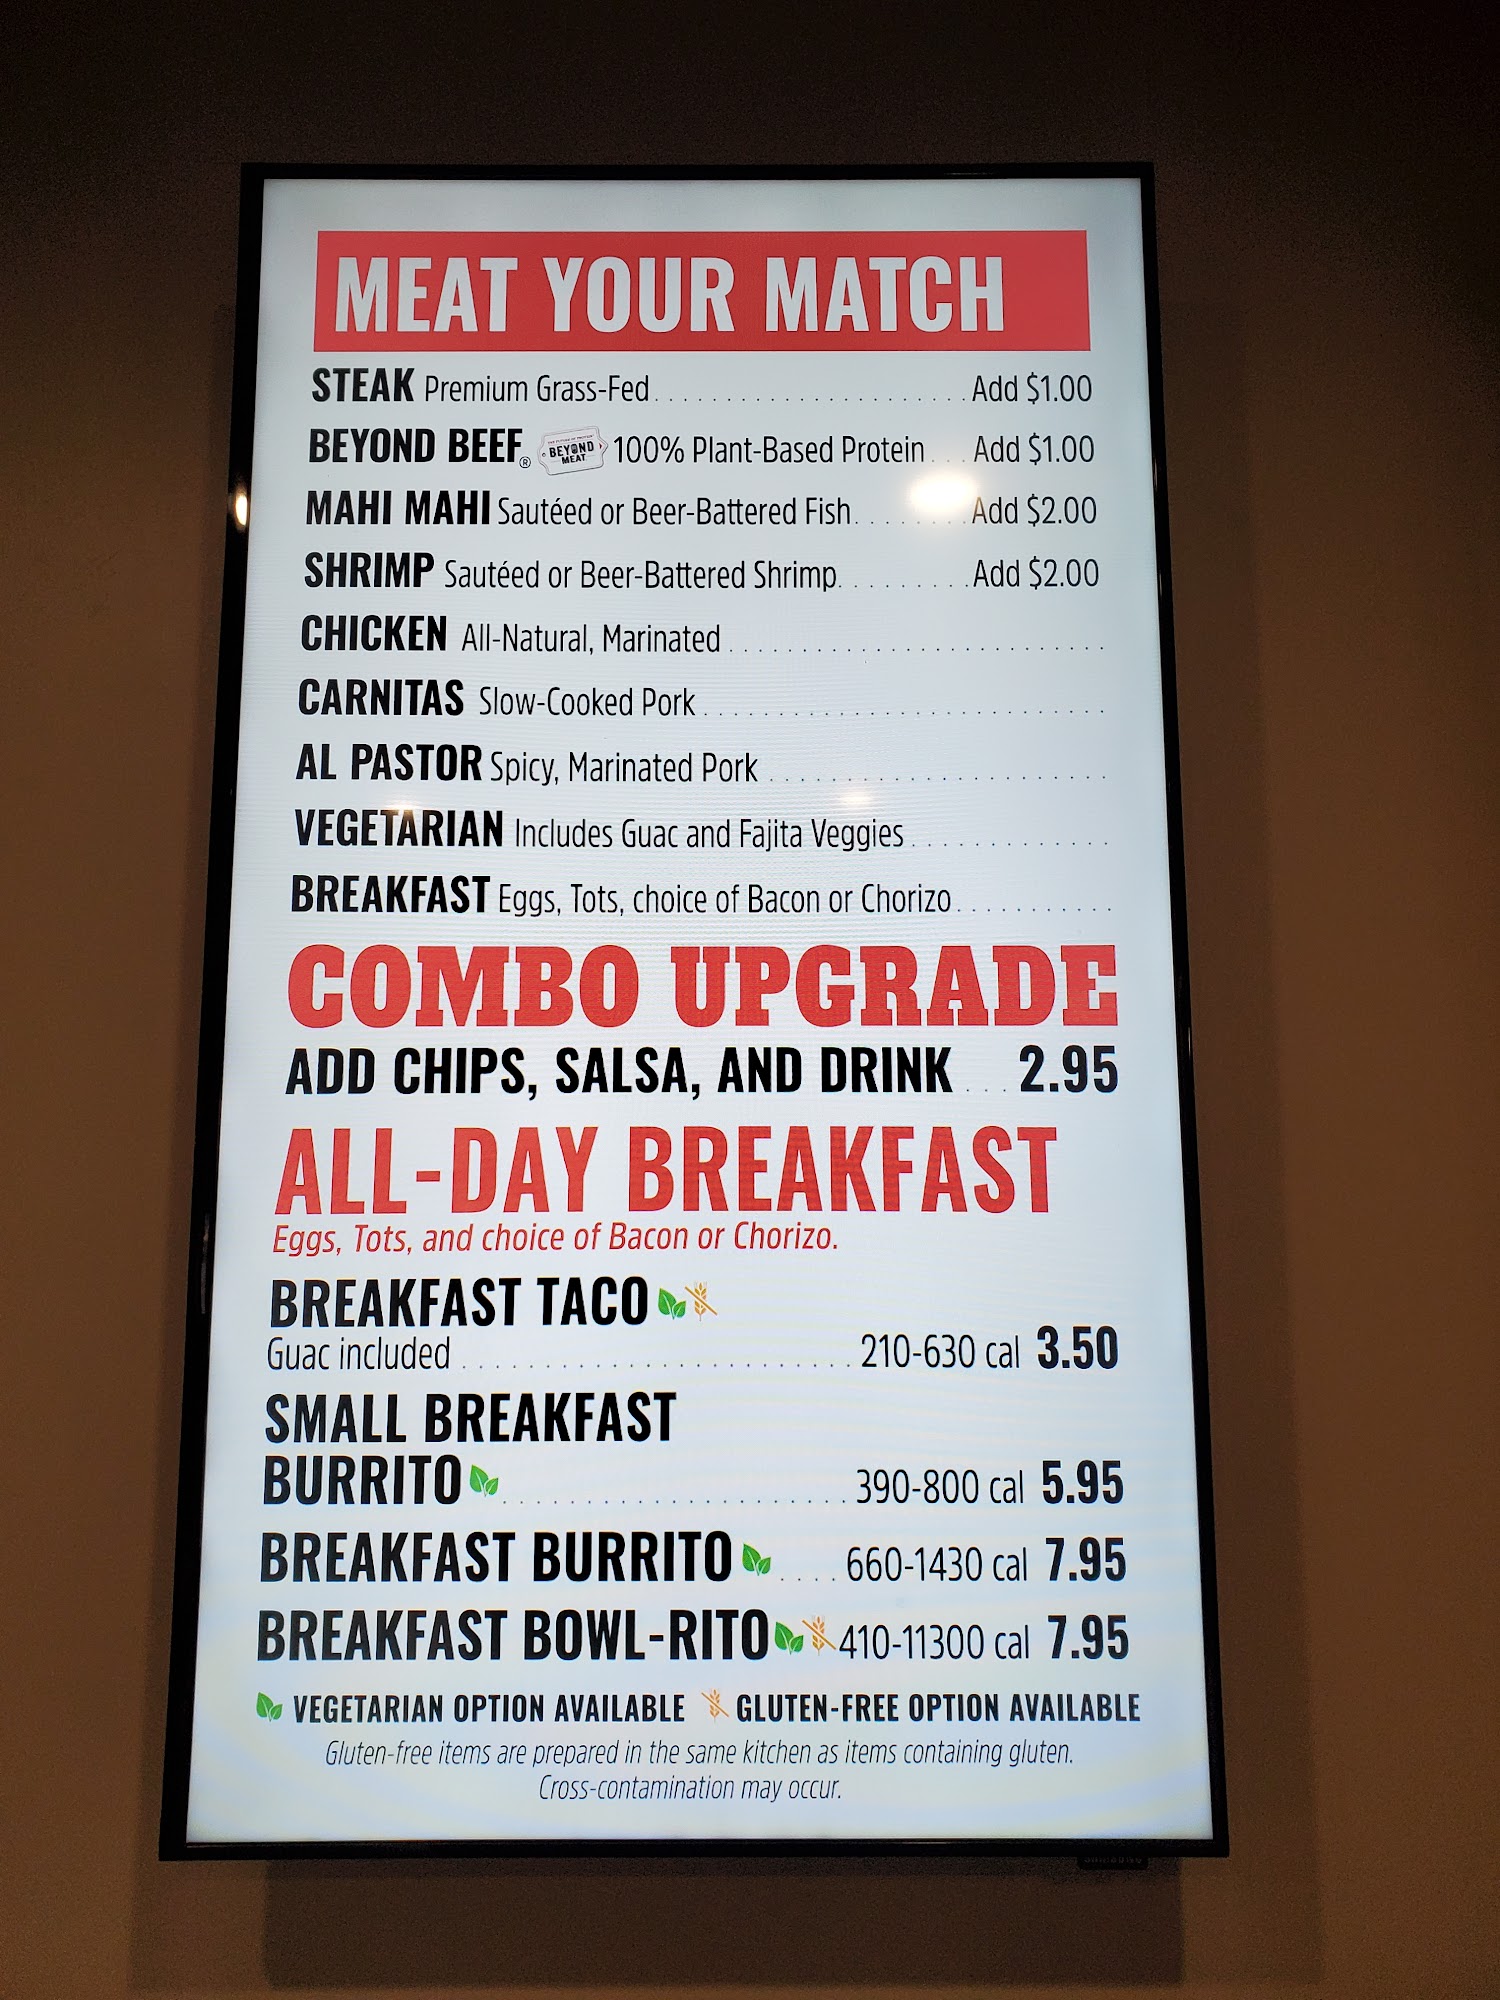 MEAT YOUR MATCH
STEAK Premium Grass-Fed Add $1.00
BEYOND BEEF® BEYOND MEAT 100% Plant-Based Protein Add $1.00
MAHI MAHI Sautéed or Beer-Battered Fish Add $2.00
SHRIMP Sautéed or Beer-Battered Shrimp Add $2.00
CHICKEN All-Natural, Marinated
CARNITAS Slow-Cooked Pork
AL PASTOR Spicy, Marinated Pork
VEGETARIAN Includes Guac and Fajita Veggies
BREAKFAST Eggs, Tots, choice of Bacon or Chorizo
COMBO UPGRADE
ADD CHIPS, SALSA, AND DRINK 2.95
ALL-DAY BREAKFAST
Eggs, Tots, and choice of Bacon or Chorizo.
BREAKFAST TACO
Guac included 210-630 cal 3.50
SMALL BREAKFAST
BURRITO 390-800 cal 5.95
BREAKFAST BURRITO 660-1430 cal 7.95
BREAKFAST BOWL-RITO 410-11300 cal 7.95
VEGETARIAN OPTION AVAILABLE GLUTEN-FREE OPTION AVAILABLE
Gluten-free items are prepared in the same kitchen as items containing gluten.
Cross-contamination may occur.